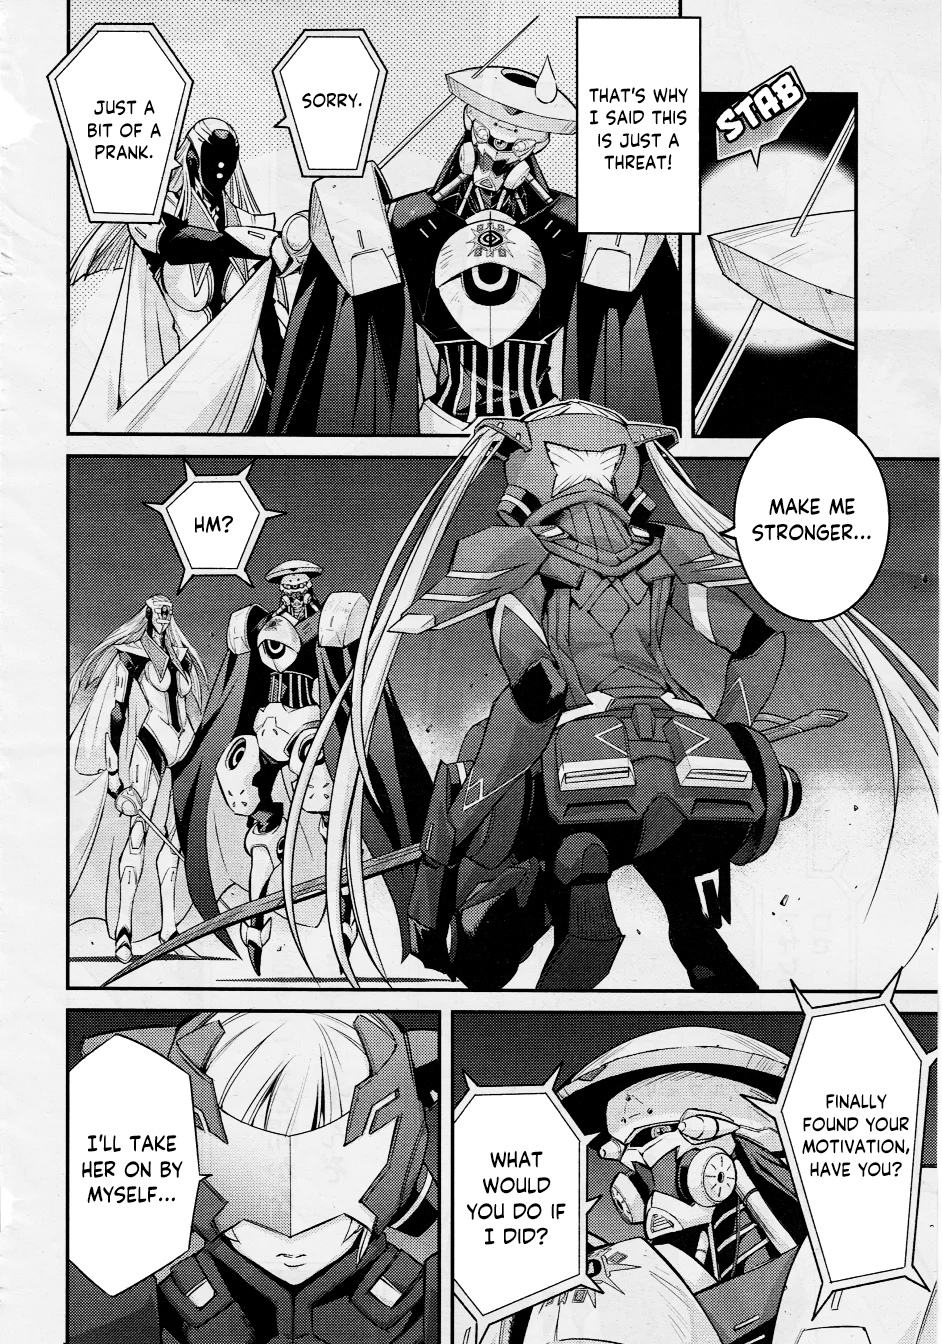 STAB
THAT'S WHY
I SAID THIS
IS JUST A
THREAT!
SORRY.
JUST A
BIT OF A
PRANK.
MAKE ME
STRONGER...
HM?
FINALLY
FOUND YOUR
MOTIVATION,
HAVE YOU?
WHAT
WOULD
YOU DO IF
I DID?
I'LL TAKE
HER ON BY
MYSELF...